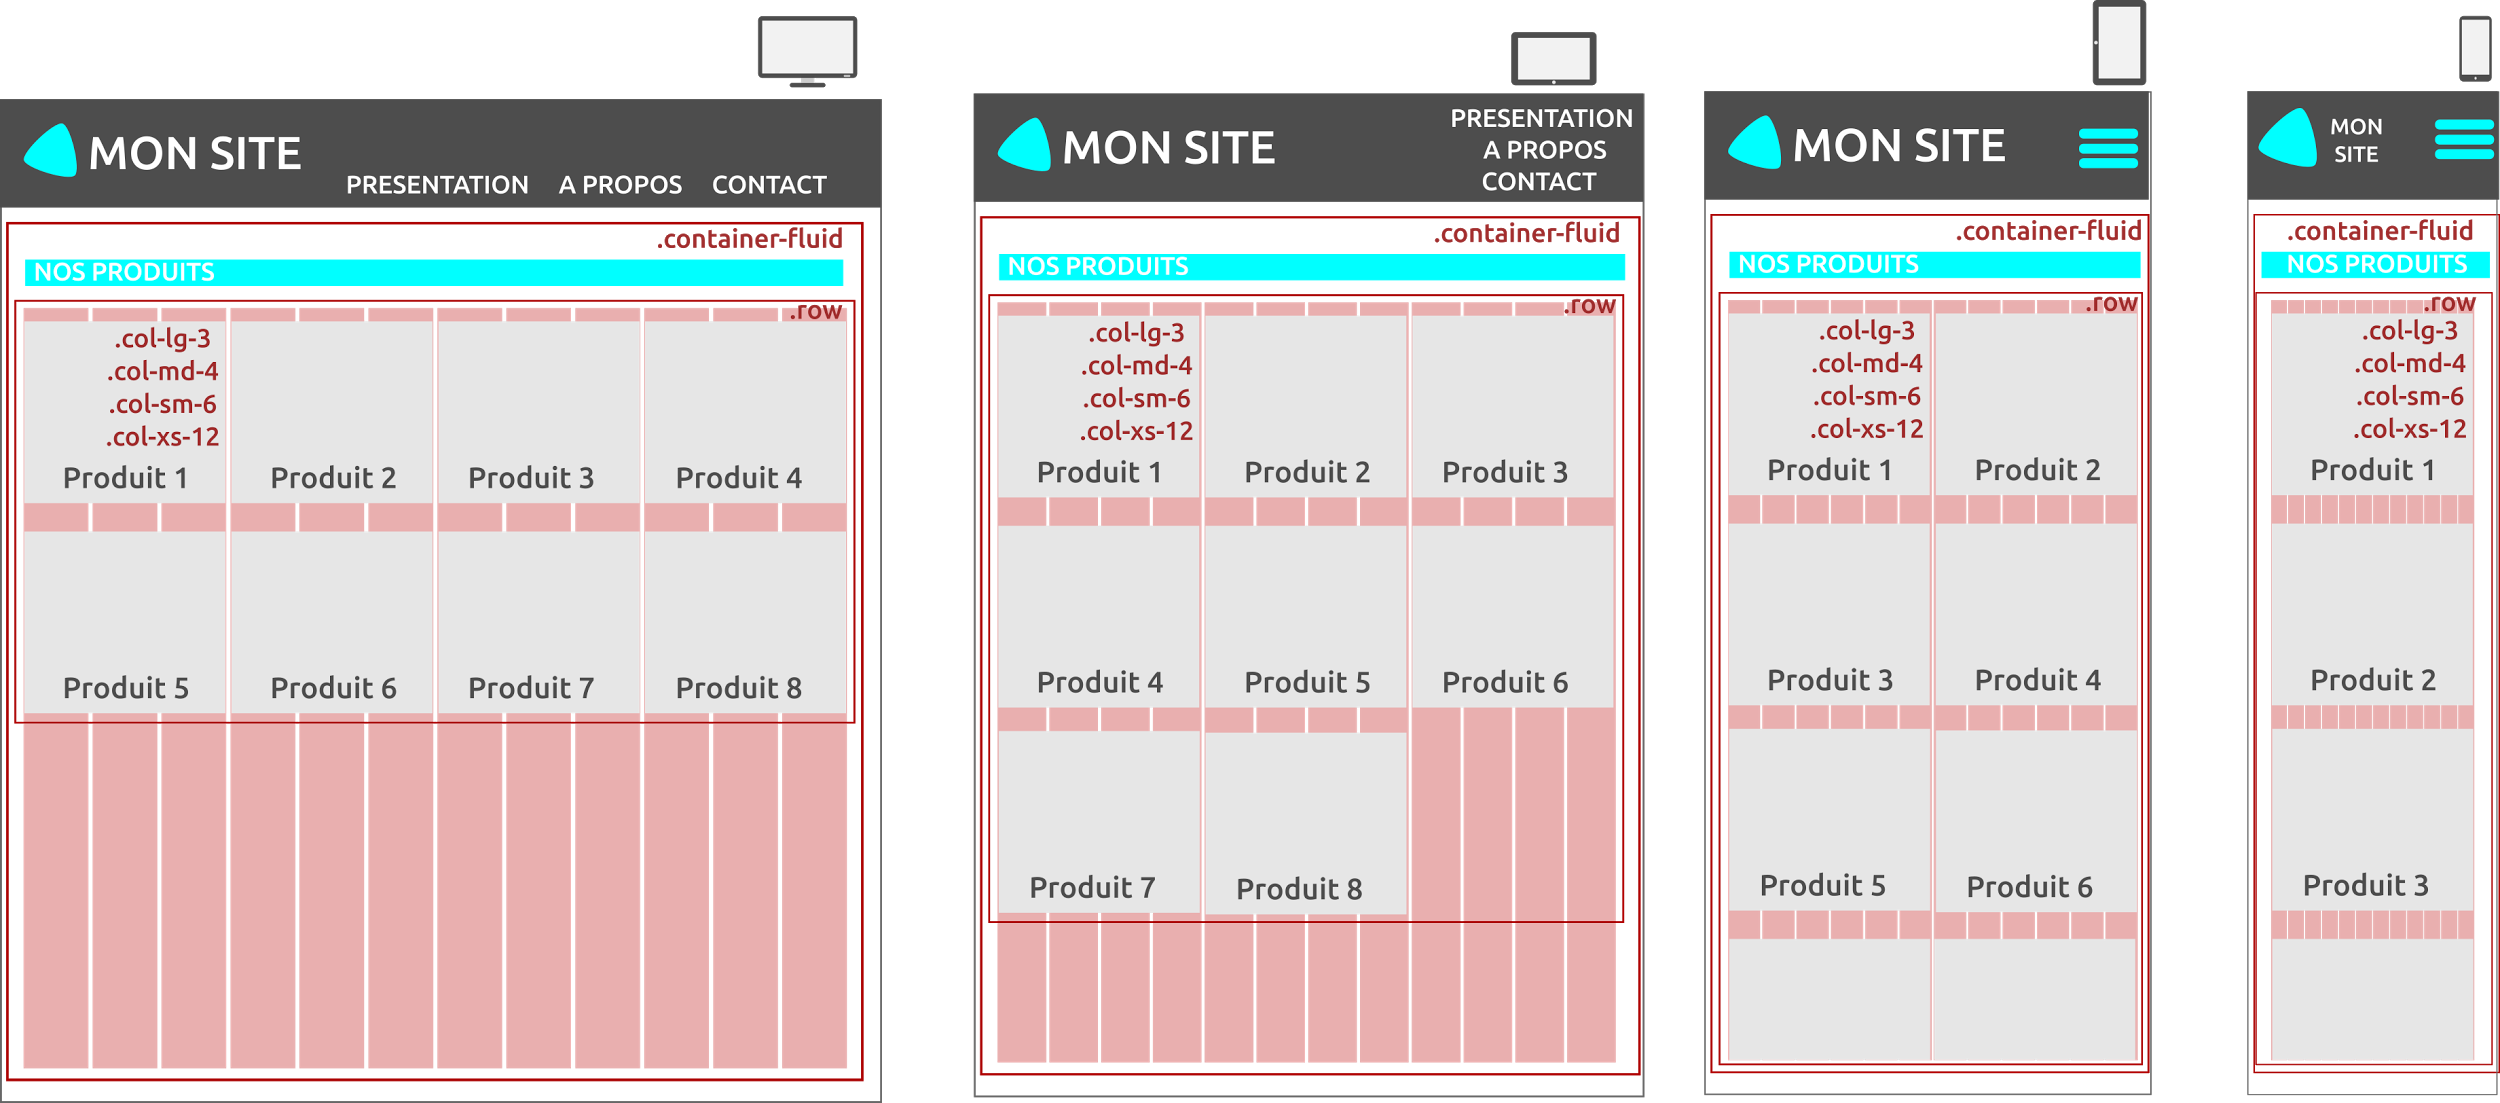 MON SITE
PRESENTATION A PROPOS CONTACT
.container-fluid
NOS PRODUITS
.row
.col-lg-3
.col-md-4
.col-sm-6
.col-xs-12
Produit 1 Produit 2 Produit 3 Produit 4
Produit 5 Produit 6 Produit 7 Produit 8
MON SITE
PRESENTATION
A PROPOS
CONTACT
.container-fluid
NOS PRODUITS
.row
.col-lg-3
.col-md-4
.col-sm-6
.col-xs-12
Produit 1 Produit 2 Produit 3
Produit 4 Produit 5 Produit 6
Produit 7 Produit 8
MON SITE
.container-fluid
NOS PRODUITS
.row
.col-lg-3
.col-md-4
.col-sm-6
.col-xs-12
Produit 1 Produit 2
Produit 3 Produit 4
Produit 5 Produit 6
MON
SITE
.container-fluid
NOS PRODUITS
.row
.col-lg-3
.col-md-4
.col-sm-6
.col-xs-12
Produit 1
Produit 2
Produit 3